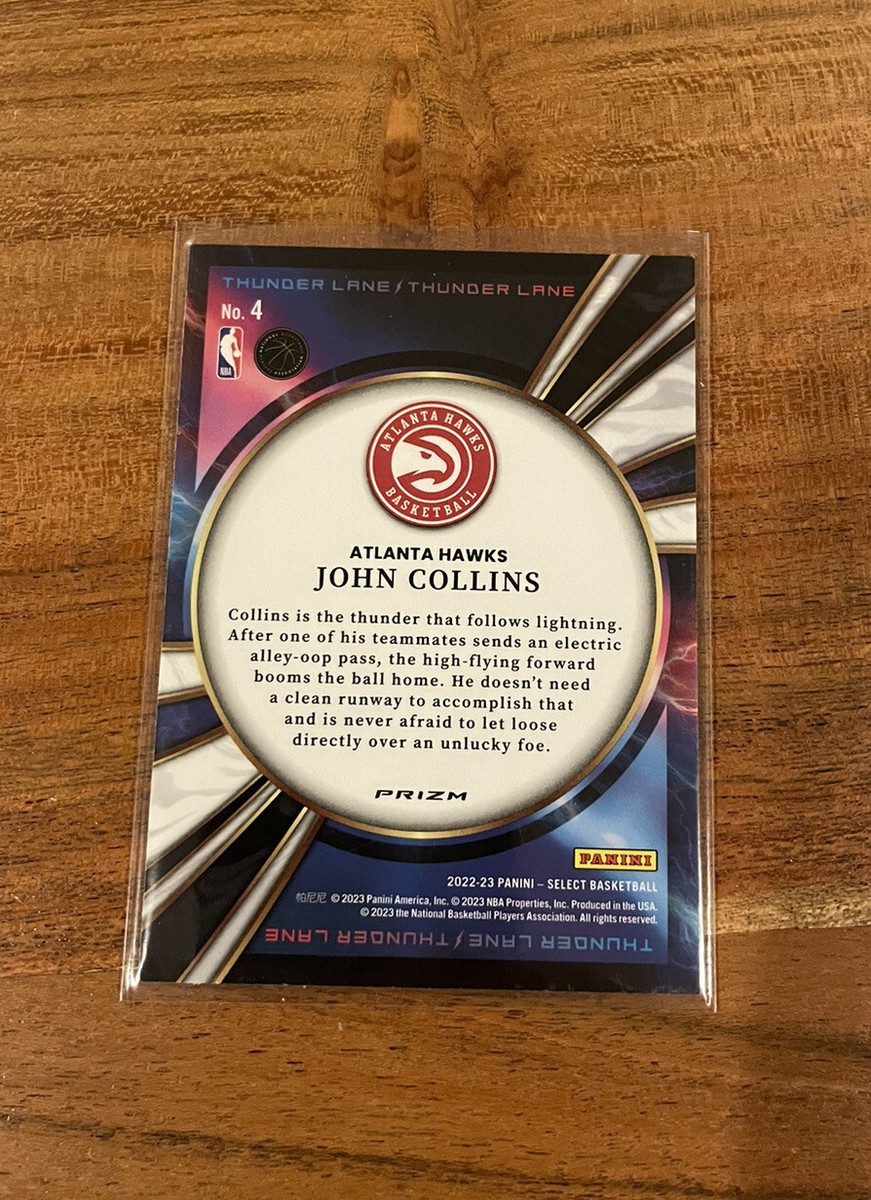 THUNDER LANE THUNDER LANE
No. 4
NBA
ATLANTA HAWKS
BASKETBALL
ATLANTA HAWKS
JOHN COLLINS
Collins is the thunder that follows lightning.
After one of his teammates sends an electric
alley-oop pass, the high-flying forward
booms the ball home. He doesn't need
a clean runway to accomplish that
and is never afraid to let loose
directly over an unlucky foe.
PRIZM
PANINI
2022-23 PANINI – SELECT BASKETBALL
帕尼尼 © 2023 Panini America, Inc. © 2023 NBA Properties, Inc. Produced in the USA.
© 2023 the National Basketball Players Association. All rights reserved.
THUNDER LANE THUNDER LANE